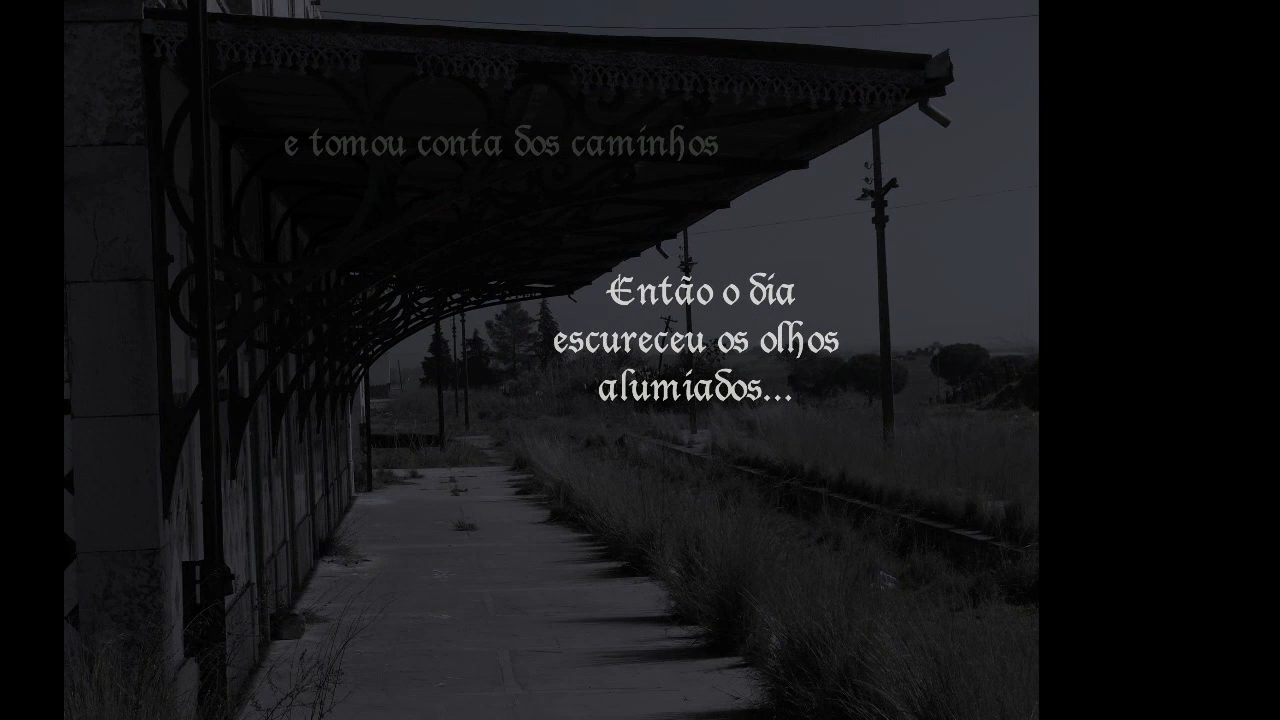 e tomou conta dos caminhos
Então o dia
escureceu os olhos
alumiados...